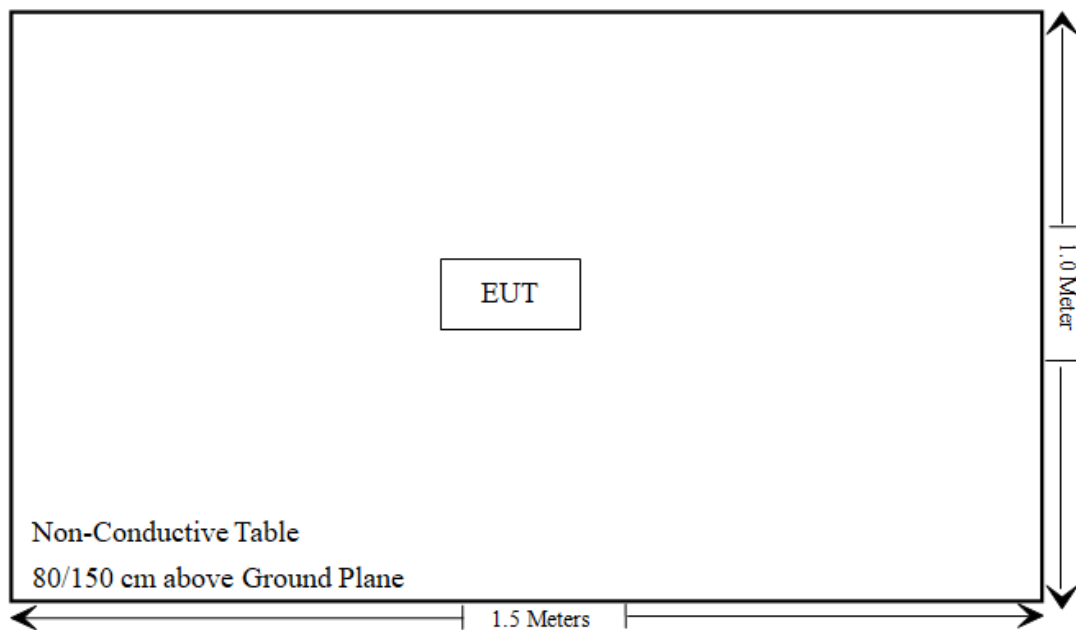 EUT
1.0 Meter
Non-Conductive Table
80/150 cm above Ground Plane
1.5 Meters